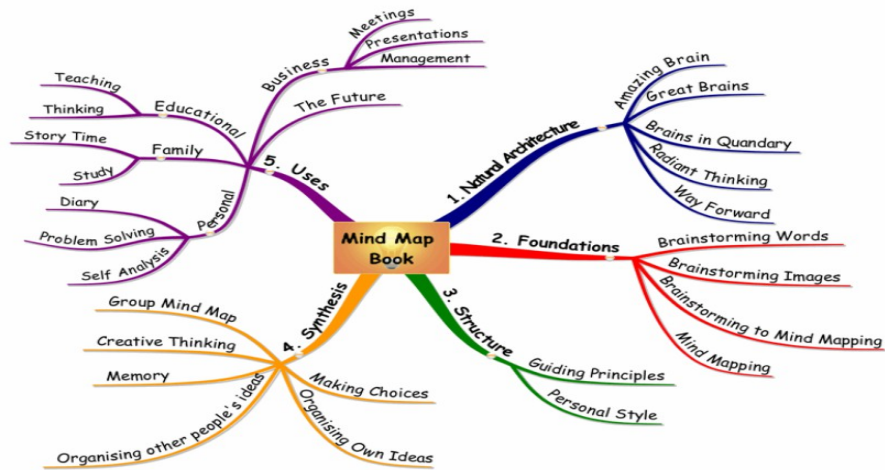 Mind Map
Book
1. Natural Architecture
Amazing Brain
Great Brains
Brains in Quandary
Radiant Thinking
Way Forward
2. Foundations
Brainstorming Words
Brainstorming Images
Brainstorming to Mind Mapping
Mind Mapping
3. Structure
Guiding Principles
Personal Style
4. Synthesis
Group Mind Map
Creative Thinking
Memory
Organising other people's ideas
Organising Own Ideas
Making Choices
5. Uses
Business
Meetings
Presentations
Management
The Future
Educational
Teaching
Thinking
Family
Story Time
Study
Personal
Diary
Problem Solving
Self Analysis